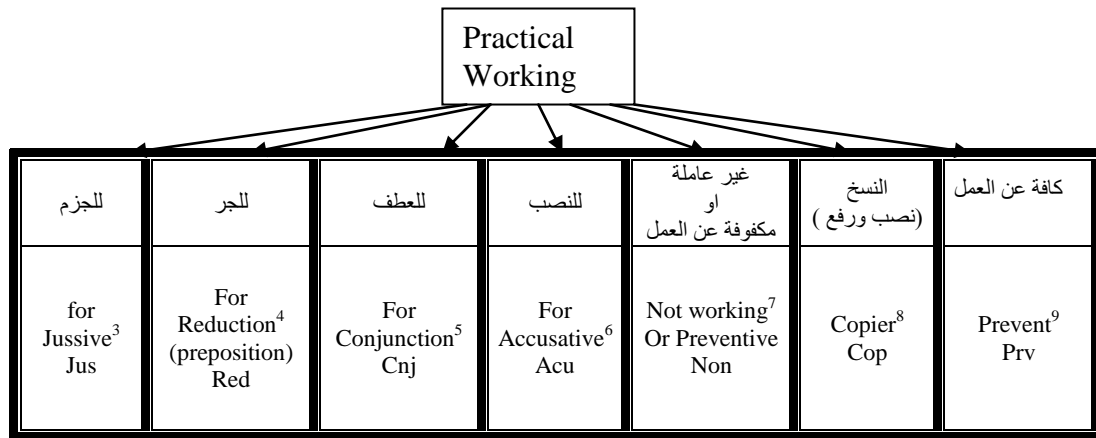 Practical
Working
للجزم
للجر
للعطف
للنصب
غير عاملة
او
مكفوفة عن العمل
النسخ
(نصب ورفع )
كافة عن العمل
for
Jussive3
Jus
For
Reduction4
(preposition)
Red
For
Conjunction5
Cnj
For
Accusative6
Acu
Not working7
Or Preventive
Non
Copier8
Cop
Prevent9
Prv